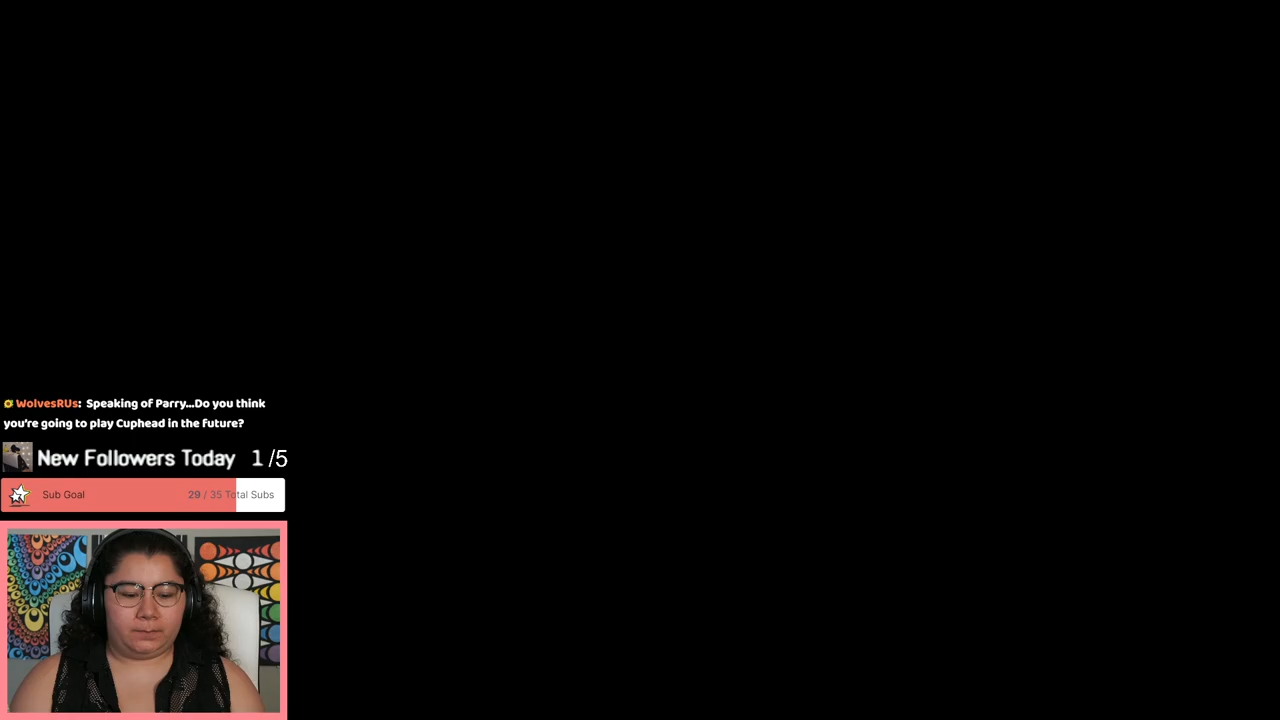 WolvesRUs: Speaking of Parry...Do you think
you're going to play Cuphead in the future?
New Followers Today 1 /5
Sub Goal 29 / 35 Total Subs